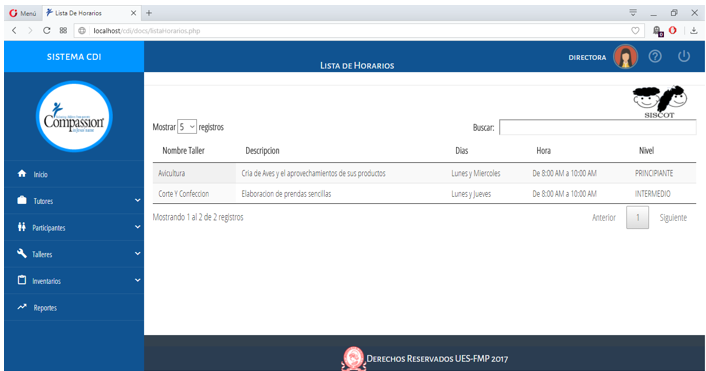 Menú
Lista De Horarios
localhost/cdi/docs/listaHorarios.php
SISTEMA CDI
LISTA DE HORARIOS
DIRECTORA
Compassion
SISCOT
Mostrar 5 registros
Buscar:
Nombre Taller Descripcion Dias Hora Nivel
Avicultura Cria de Aves y el aprovechamientos de sus productos Lunes y Miercoles De 8:00 AM a 10:00 AM PRINCIPIANTE
Corte Y Confeccion Elaboracion de prendas sencillas Lunes y Jueves De 8:00 AM a 10:00 AM INTERMEDIO
Mostrando 1 al 2 de 2 registros
Anterior 1 Siguiente
Inicio
Tutores
Participantes
Talleres
Inventarios
Reportes
DERECHOS RESERVADOS UES-FMP 2017